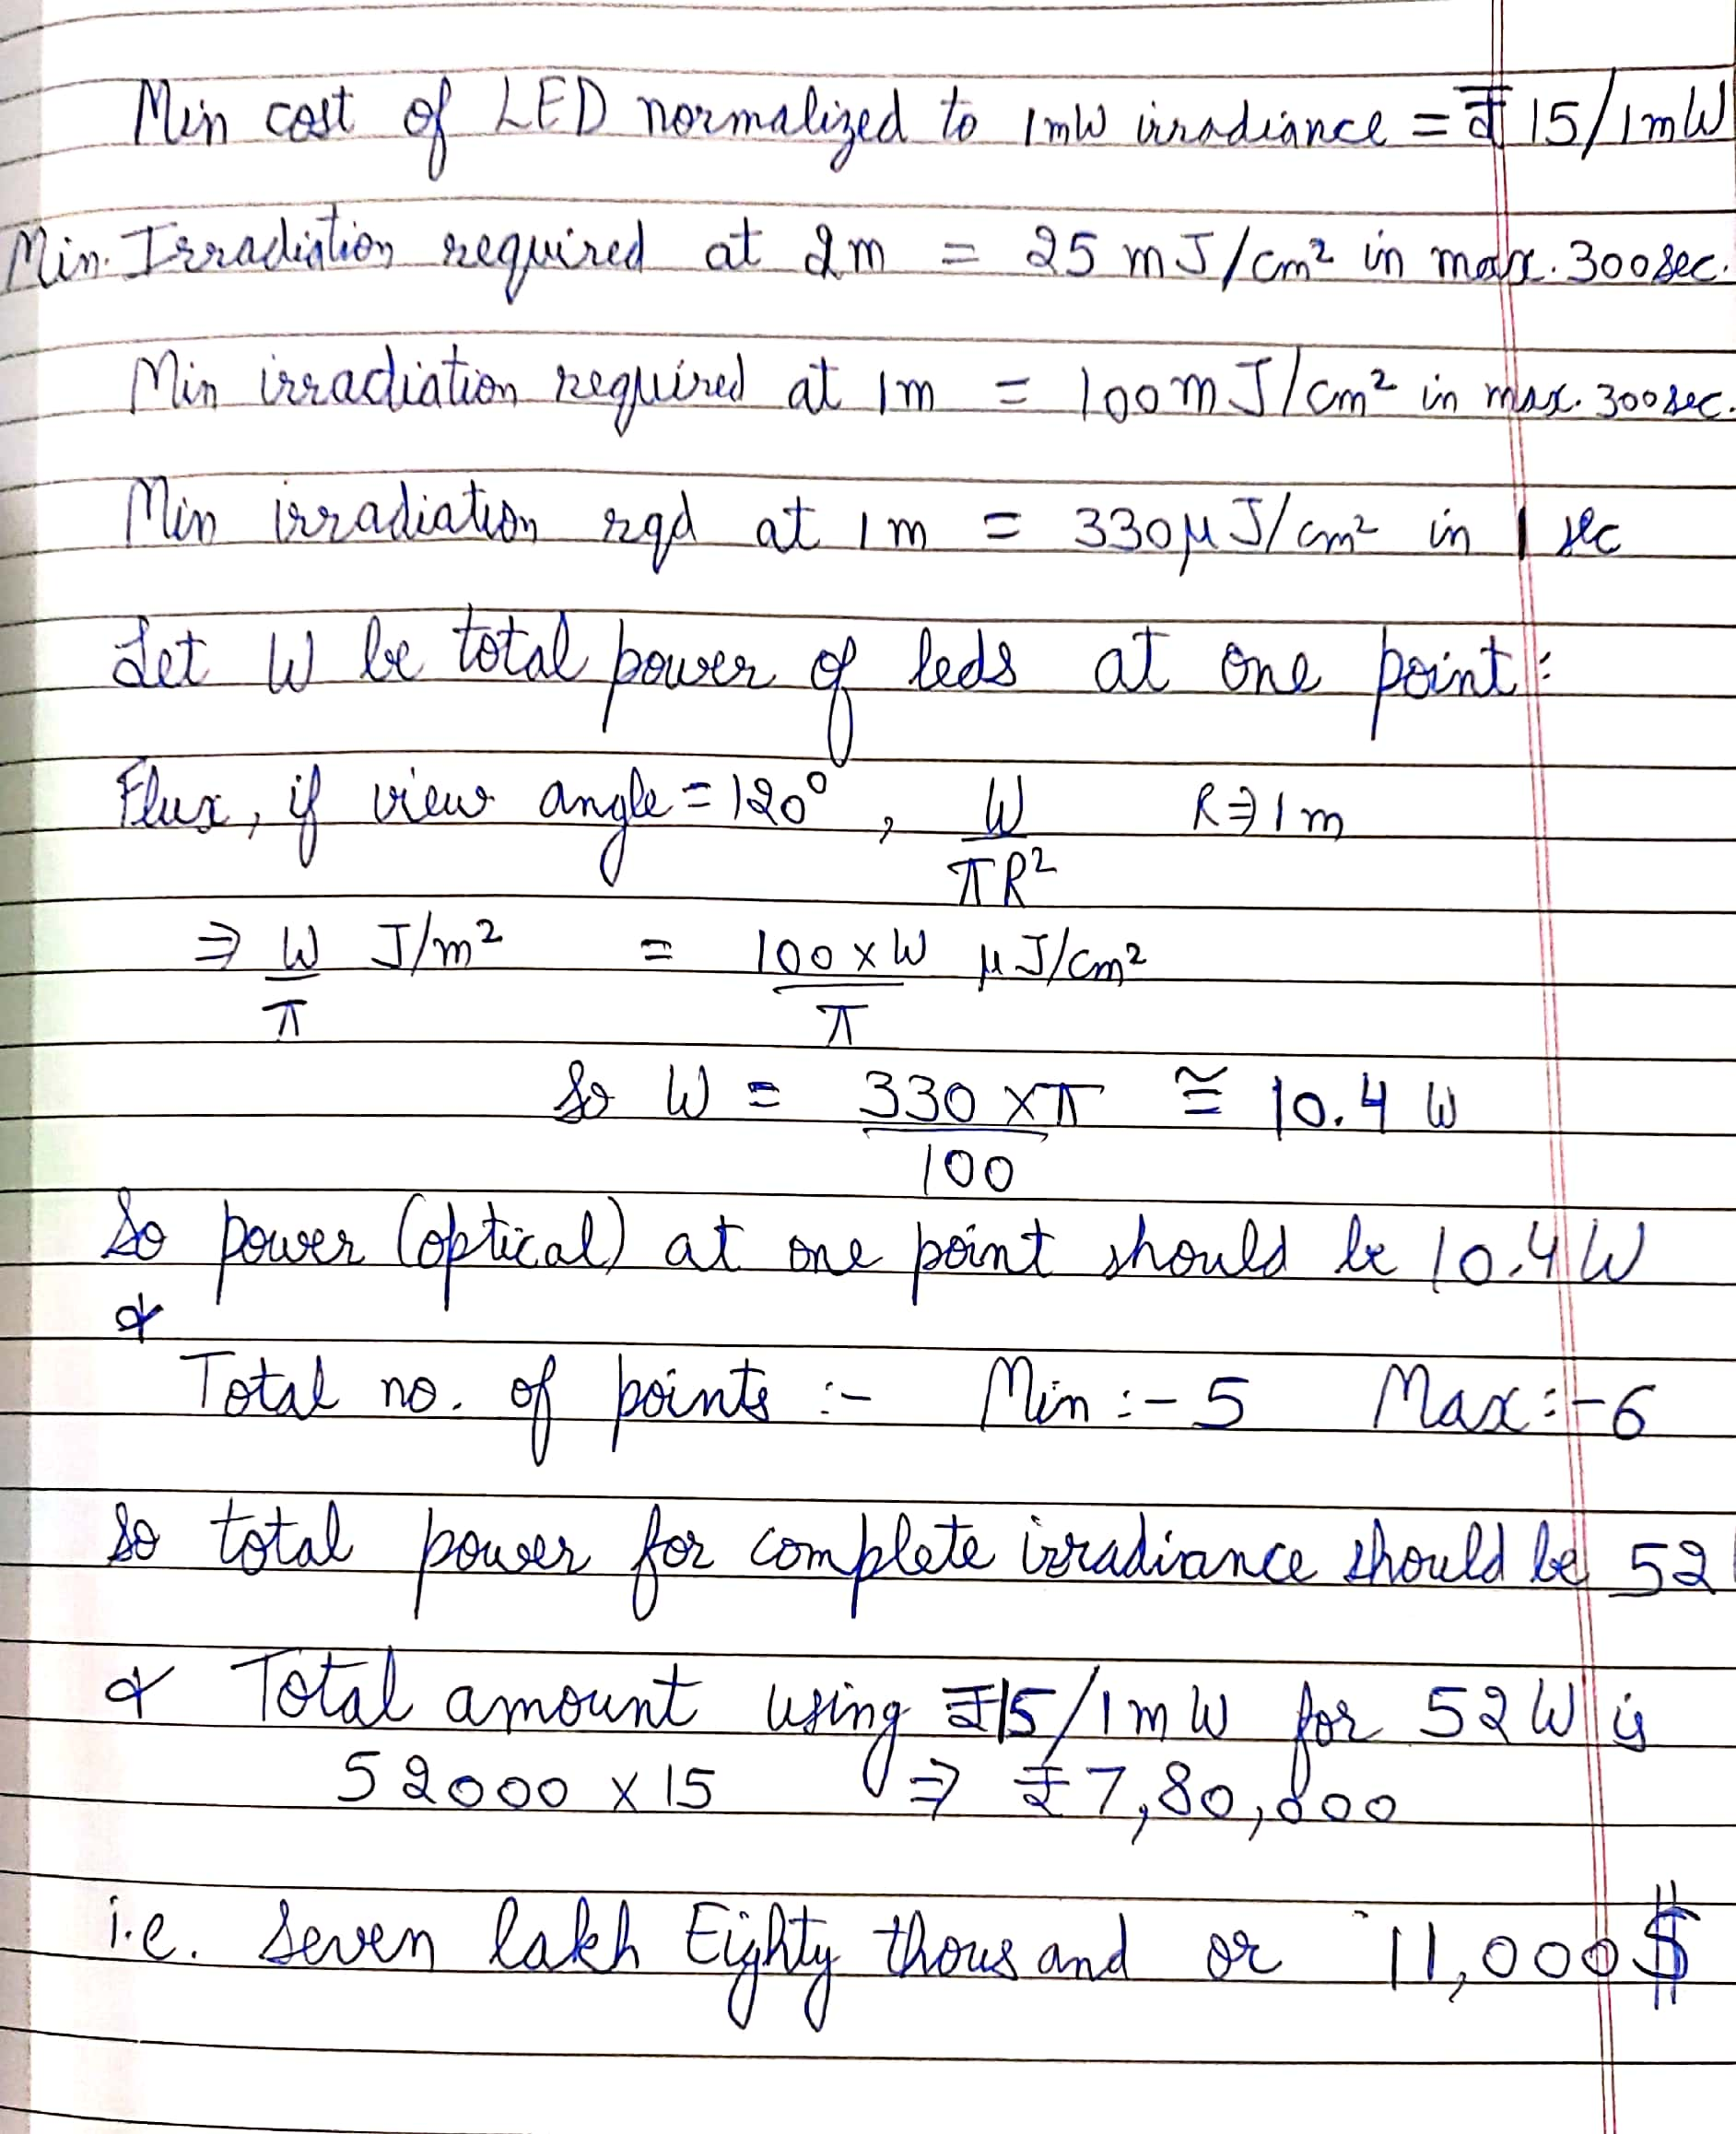 Min cost of LED normalized to 1mW irradiance = ₹ 15/1mW
Min. Irradiation required at 2m = 25 mJ/cm² in max. 300sec.
Min irradiation required at 1m = 100mJ/cm² in max. 300sec.
Min irradiation rqd at 1m = 330μJ/cm² in 1 sec
Let W be total power of leds at one point:
Flux, if view angle = 120°, W/πR² R⇒1m
⇒ W/π J/m² = 100×W/π μJ/cm²
So W = 330×π/100 ≅ 10.4 W
So power (optical) at one point should be 10.4W
&
Total no. of points :- Min :- 5 Max :- 6
So total power for complete irradiance should be 52
& Total amount using ₹15/1mW for 52W is
52000 × 15 ⇒ ₹7,80,000
i.e. Seven lakh Eighty thousand or 11,000$